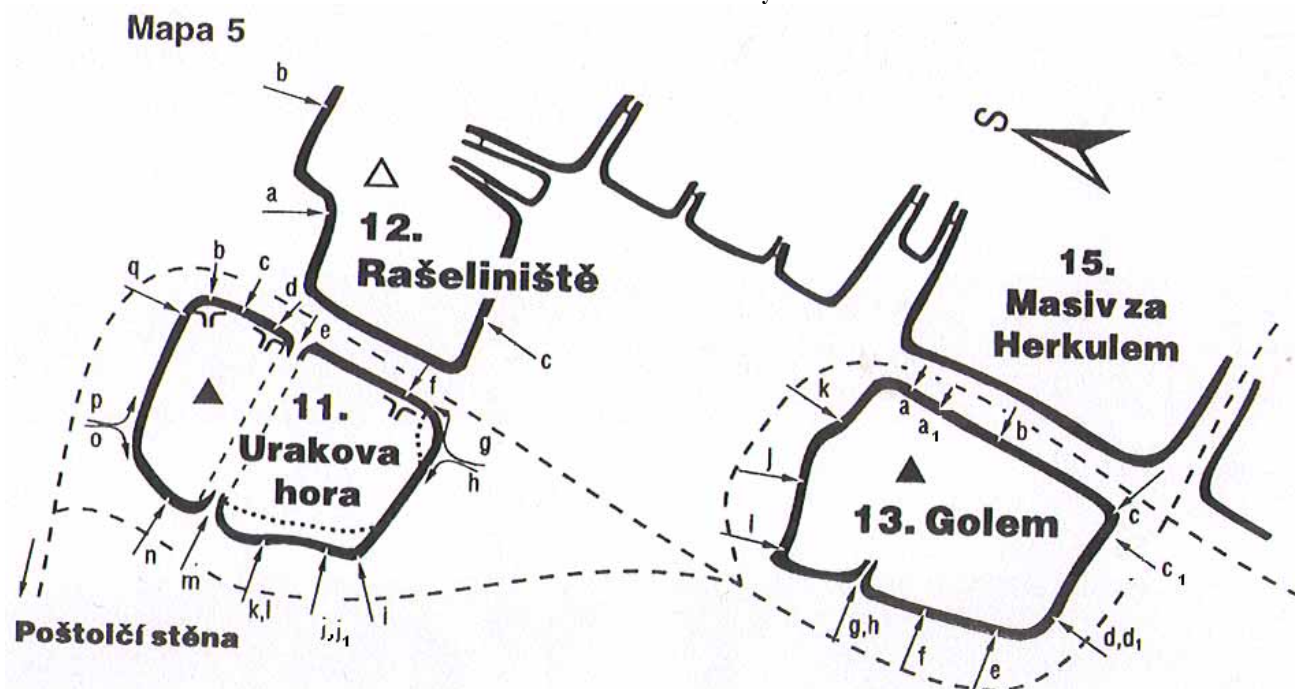 Mapa 5
b
S
a
12.
Rašeliniště
15.
Masiv za
Herkulem
q
b
c
d
e
c
f
k
a
a₁
b
p
o
11.
Urakova
hora
g
h
j
13. Golem
c
i
c₁
n
m
k,l
j,j₁
i
g,h
f
e
d,d₁
Poštolčí stěna